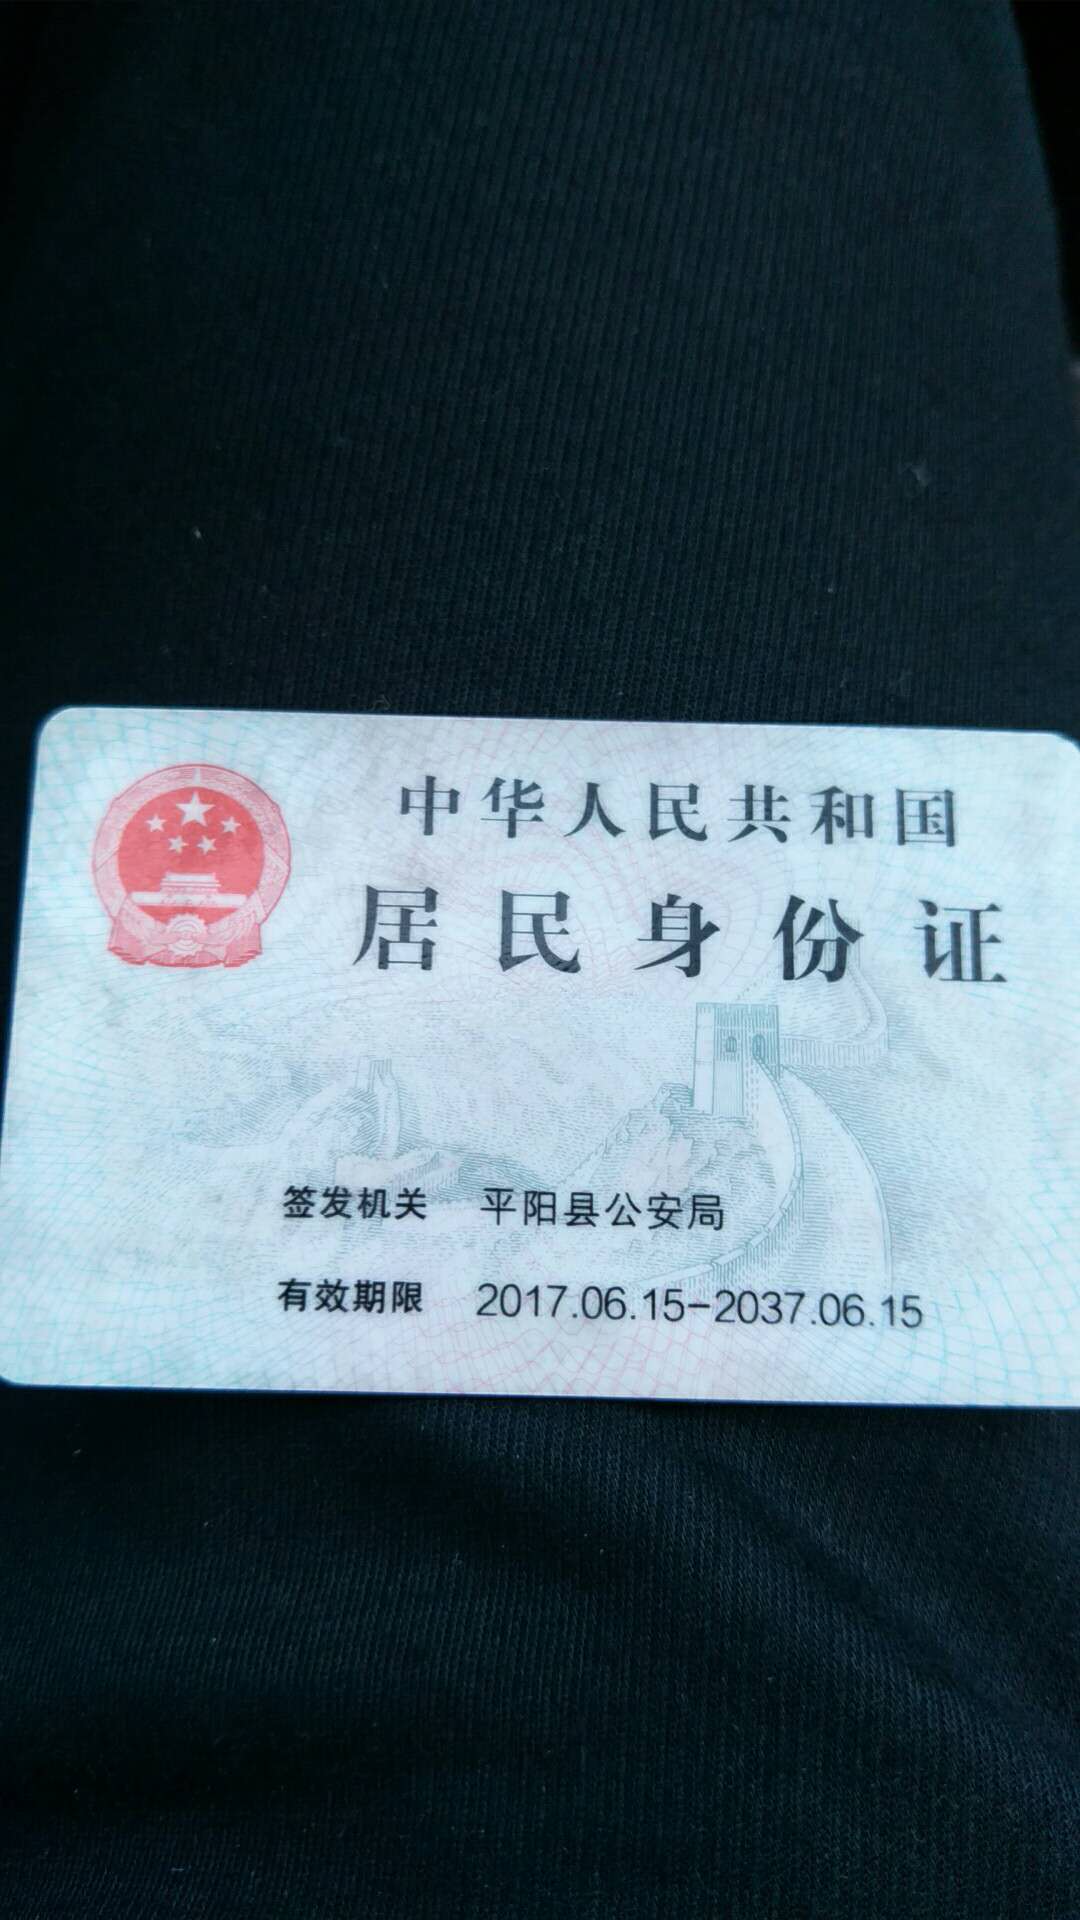 中华人民共和国
居民身份证
签发机关 平阳县公安局
有效期限 2017.06.15-2037.06.15